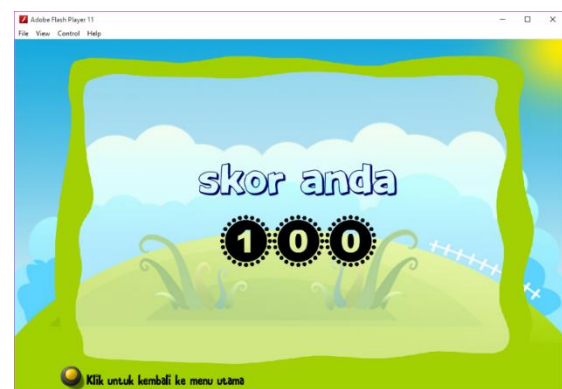 Adobe Flash Player 11
File View Control Help
skor anda
100
Klik untuk kembali ke menu utama